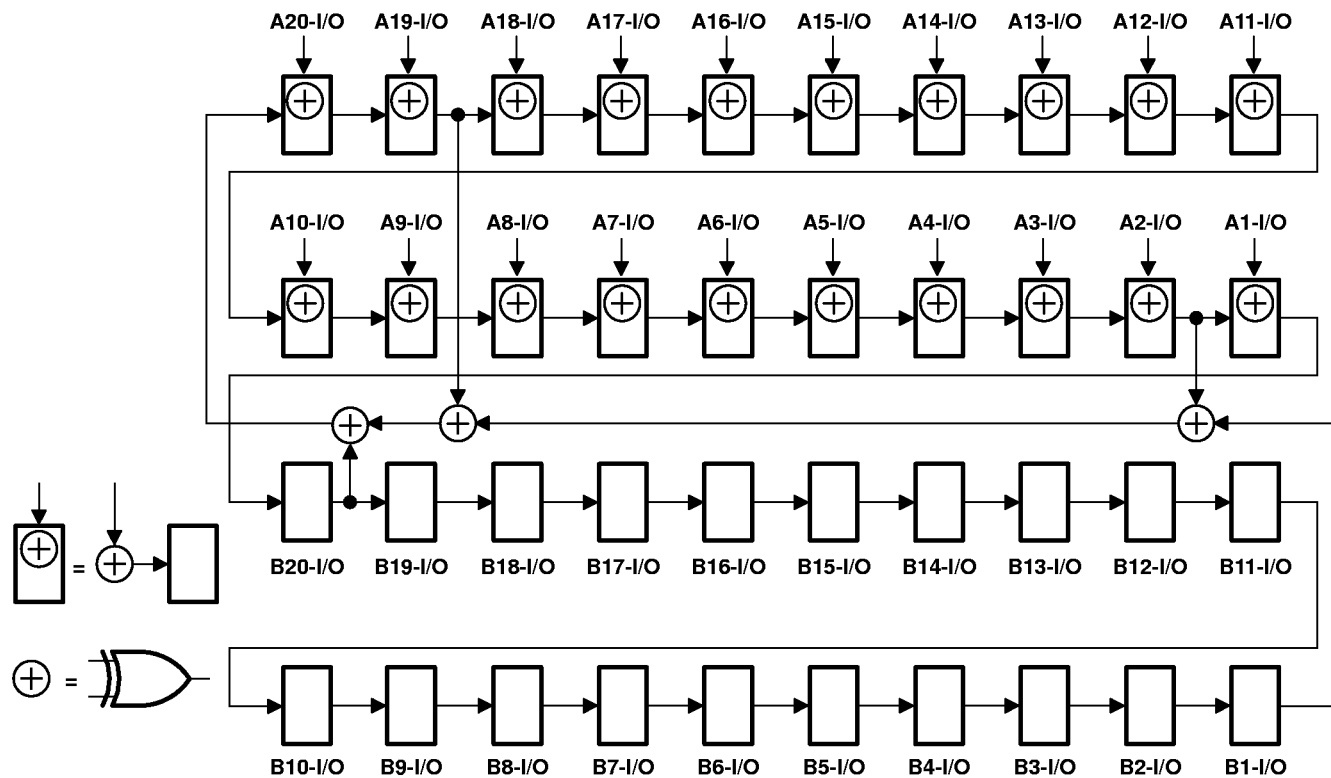 A20-I/O A19-I/O A18-I/O A17-I/O A16-I/O A15-I/O A14-I/O A13-I/O A12-I/O A11-I/O
A10-I/O A9-I/O A8-I/O A7-I/O A6-I/O A5-I/O A4-I/O A3-I/O A2-I/O A1-I/O
=
B20-I/O B19-I/O B18-I/O B17-I/O B16-I/O B15-I/O B14-I/O B13-I/O B12-I/O B11-I/O
=
B10-I/O B9-I/O B8-I/O B7-I/O B6-I/O B5-I/O B4-I/O B3-I/O B2-I/O B1-I/O